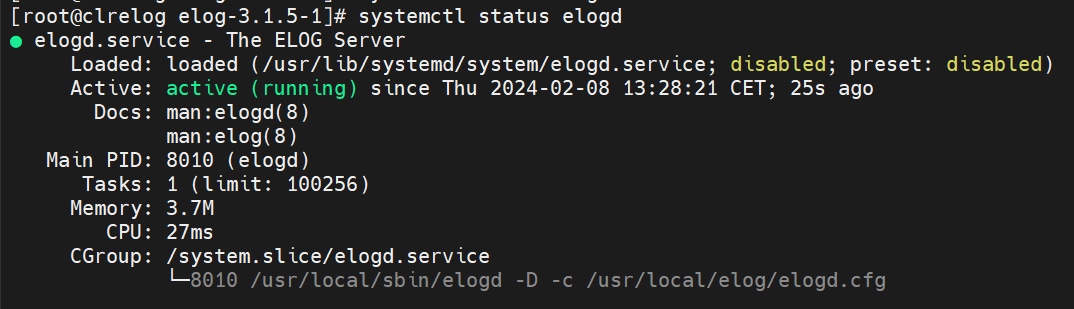 [root@clrelog elog-3.1.5-1]# systemctl status elogd
● elogd.service - The ELOG Server
Loaded: loaded (/usr/lib/systemd/system/elogd.service; disabled; preset: disabled)
Active: active (running) since Thu 2024-02-08 13:28:21 CET; 25s ago
Docs: man:elogd(8)
man:elog(8)
Main PID: 8010 (elogd)
Tasks: 1 (limit: 100256)
Memory: 3.7M
CPU: 27ms
CGroup: /system.slice/elogd.service
└─8010 /usr/local/sbin/elogd -D -c /usr/local/elog/elogd.cfg